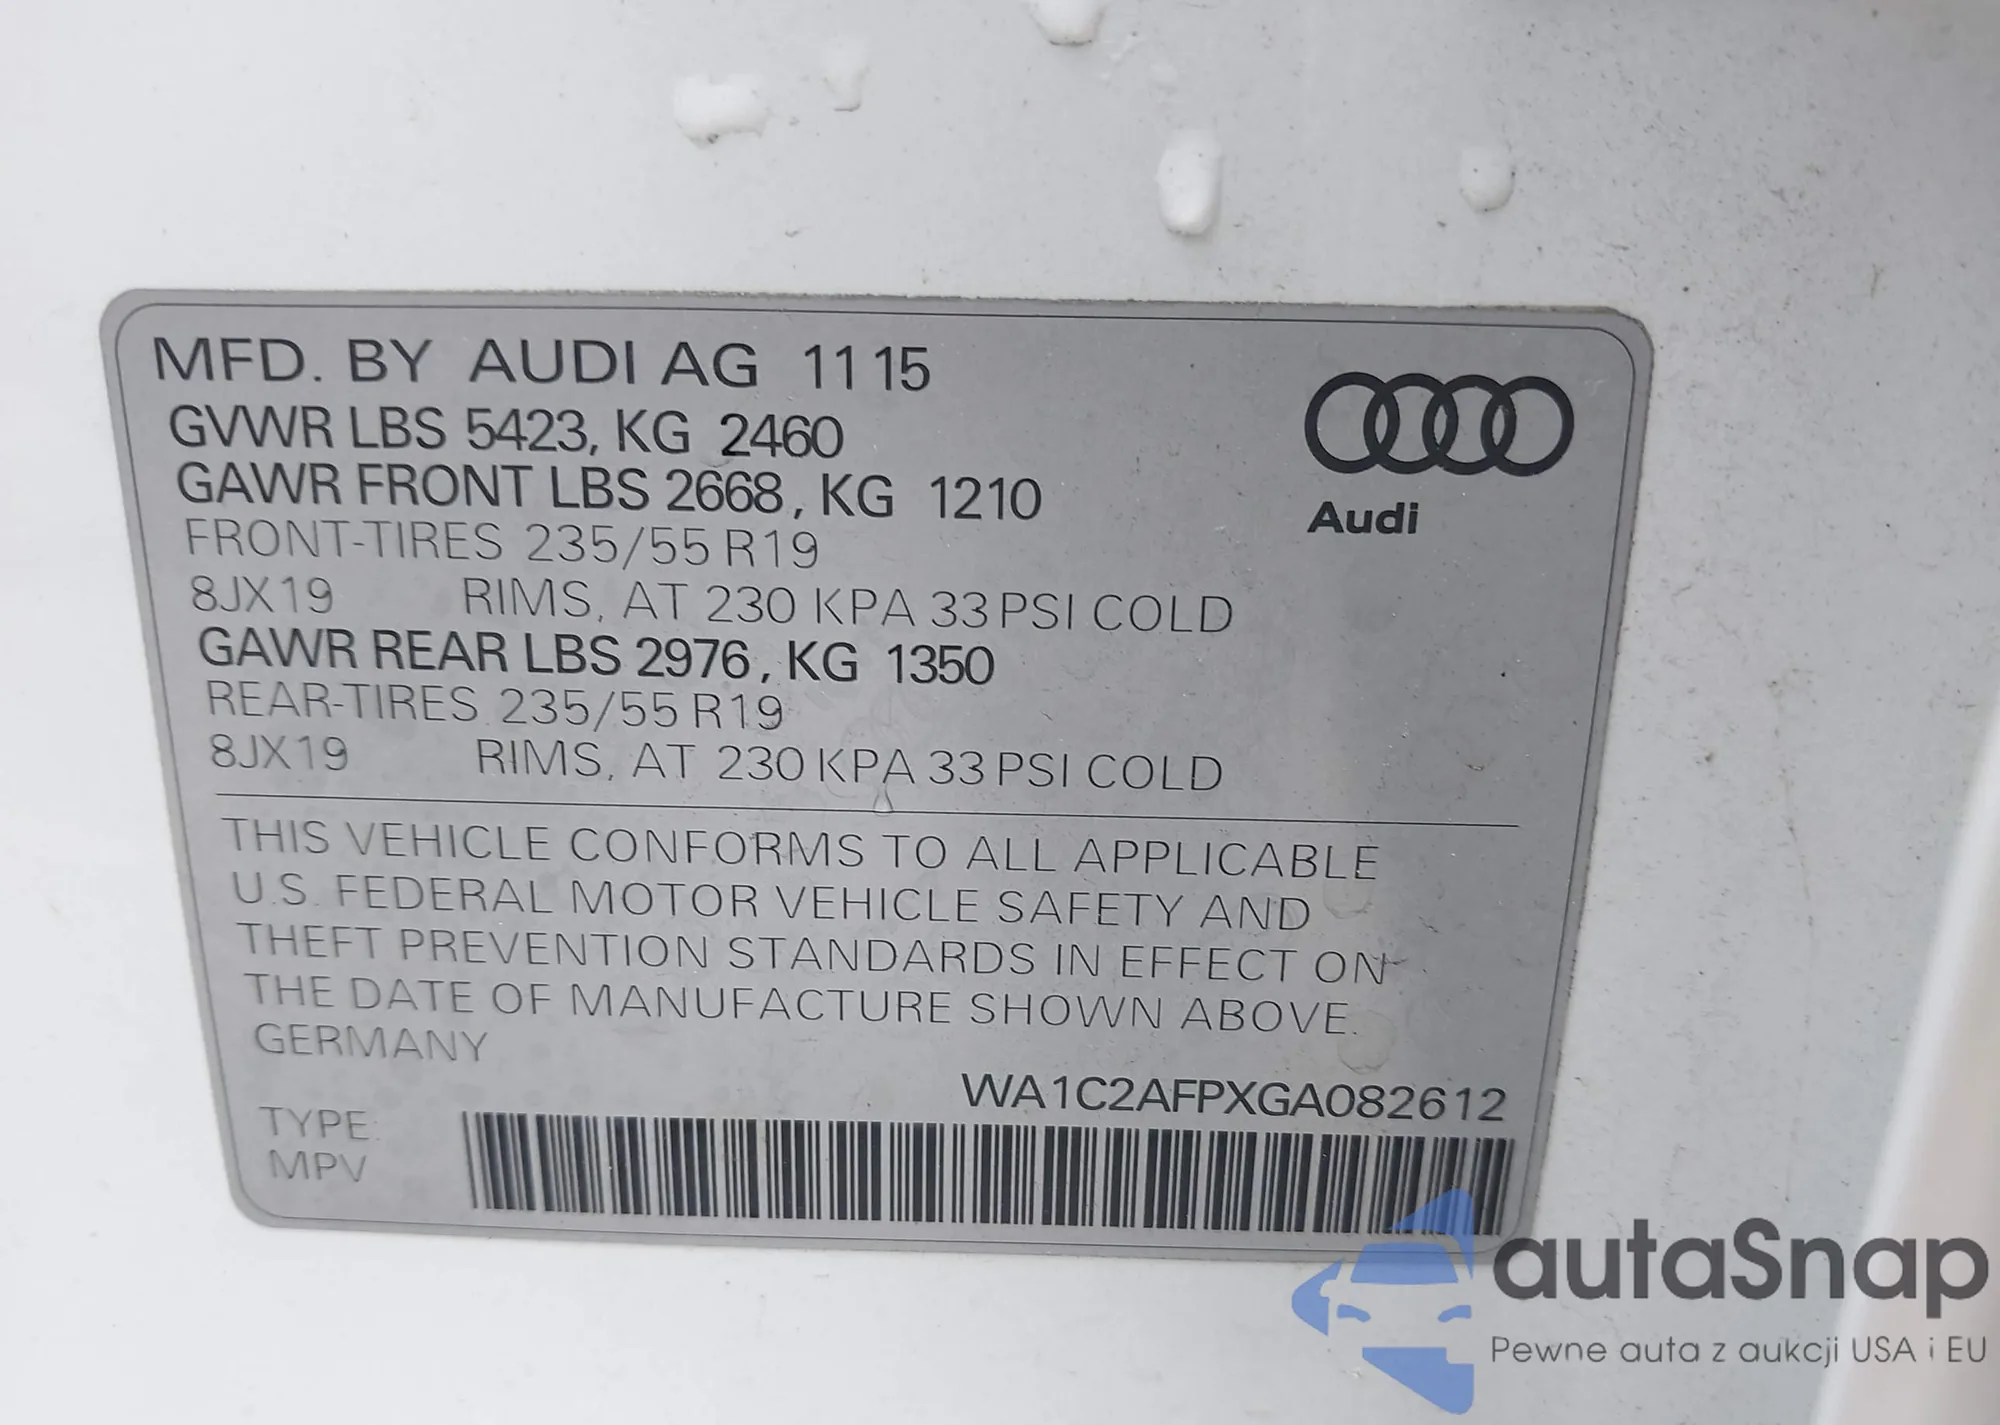 MFD. BY AUDI AG 11 15
GVWR LBS 5423, KG 2460
GAWR FRONT LBS 2668, KG 1210
FRONT-TIRES 235/55 R19
8JX19 RIMS, AT 230 KPA 33 PSI COLD
GAWR REAR LBS 2976, KG 1350
REAR-TIRES 235/55 R19
8JX19 RIMS, AT 230 KPA 33 PSI COLD
Audi
THIS VEHICLE CONFORMS TO ALL APPLICABLE
U.S. FEDERAL MOTOR VEHICLE SAFETY AND
THEFT PREVENTION STANDARDS IN EFFECT ON
THE DATE OF MANUFACTURE SHOWN ABOVE.
GERMANY
WA1C2AFPXGA082612
TYPE:
MPV
autaSnap
Pewne auta z aukcji USA i EU